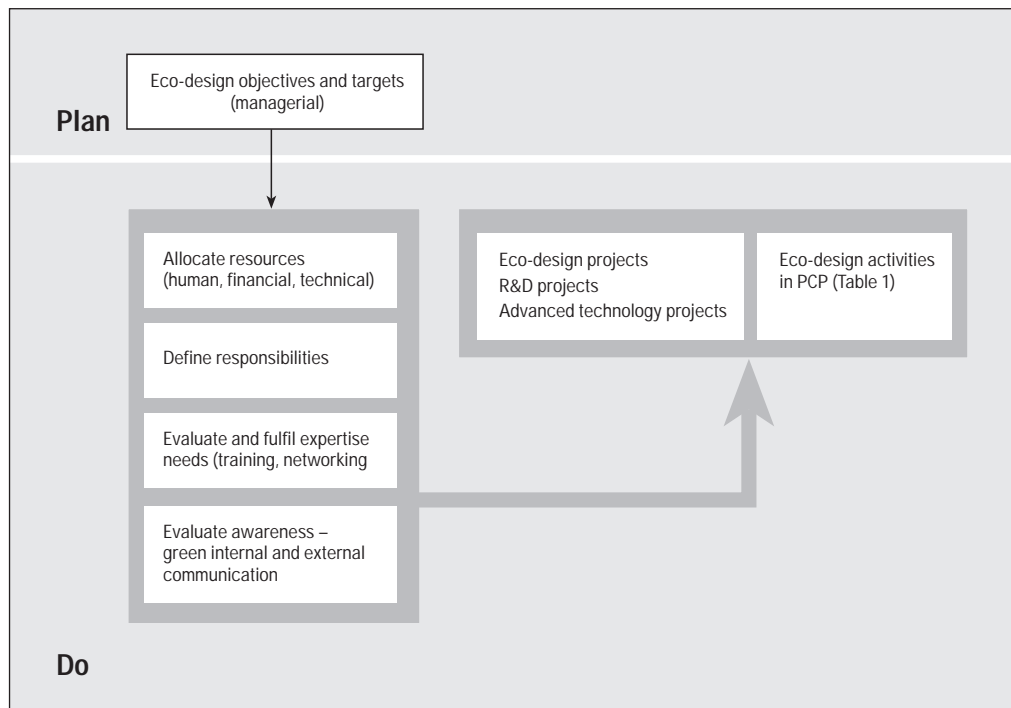 Eco-design objectives and targets
(managerial)
Plan
Allocate resources
(human, financial, technical)
Define responsibilities
Evaluate and fulfil expertise
needs (training, networking
Evaluate awareness –
green internal and external
communication
Eco-design projects
R&D projects
Advanced technology projects
Eco-design activities
in PCP (Table 1)
Do